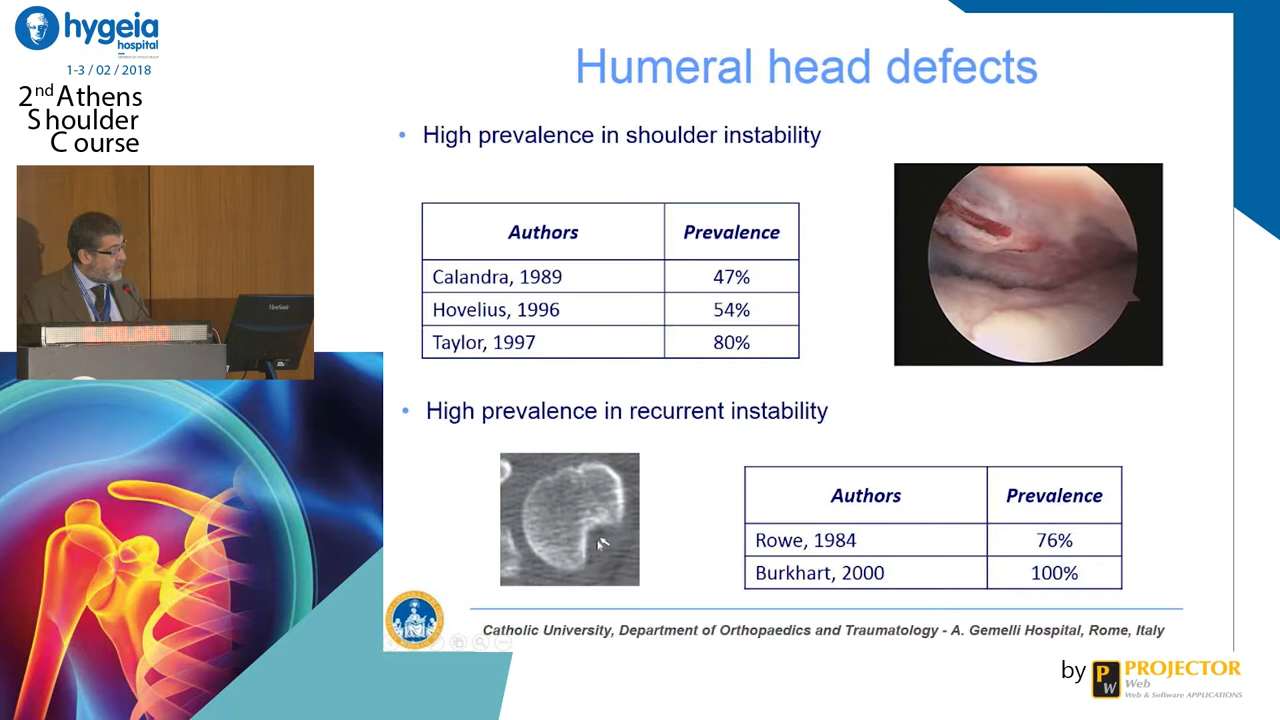 hygeia
hospital
1-3 / 02 / 2018
2nd Athens
Shoulder
Course
Humeral head defects
• High prevalence in shoulder instability
Authors Prevalence
Calandra, 1989 47%
Hovelius, 1996 54%
Taylor, 1997 80%
ViewSonic
• High prevalence in recurrent instability
Authors Prevalence
Rowe, 1984 76%
Burkhart, 2000 100%
Catholic University, Department of Orthopaedics and Traumatology - A. Gemelli Hospital, Rome, Italy
by PW PROJECTOR
Web
Web & Software APPLICATIONS